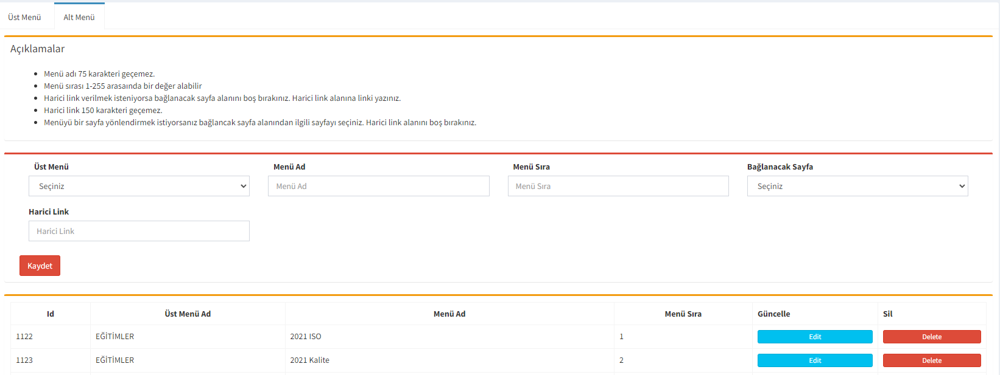 Üst Menü Alt Menü
Açıklamalar
Menü adı 75 karakteri geçemez.
Menü sırası 1-255 arasaında bir değer alabilir
Harici link verilmek isteniyorsa bağlanacak sayfa alanını boş bırakınız. Harici link alanına linki yazınız.
Harici link 150 karakteri geçemez.
Menüyü bir sayfa yönlendirmek istiyorsanız bağlancak sayfa alanından ilgili sayfayı seçiniz. Harici link alanını boş bırakınız.
Üst Menü Menü Ad Menü Sıra Bağlanacak Sayfa
Seçiniz Menü Ad Menü Sıra Seçiniz
Harici Link
Harici Link
Kaydet
Id Üst Menü Ad Menü Ad Menü Sıra Güncelle Sil
1122 EĞİTİMLER 2021 ISO 1 Edit Delete
1123 EĞİTİMLER 2021 Kalite 2 Edit Delete